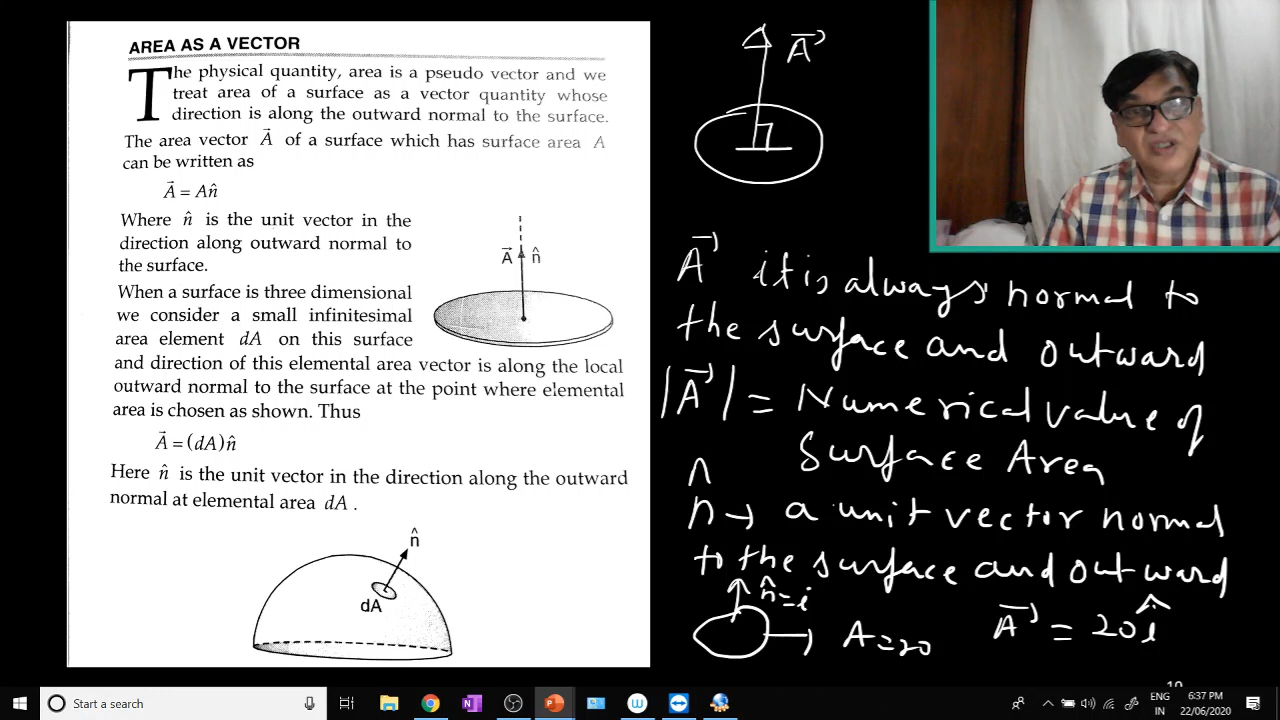 AREA AS A VECTOR
The physical quantity, area is a pseudo vector and we
treat area of a surface as a vector quantity whose
direction is along the outward normal to the surface.
The area vector A⃗ of a surface which has surface area A
can be written as
A⃗ = An̂
Where n̂ is the unit vector in the
direction along outward normal to
the surface.
A⃗ n̂
When a surface is three dimensional
we consider a small infinitesimal
area element dA on this surface
and direction of this elemental area vector is along the local
outward normal to the surface at the point where elemental
area is chosen as shown. Thus
A⃗ = (dA)n̂
Here n̂ is the unit vector in the direction along the outward
normal at elemental area dA.
n̂
dA
A⃗
A⃗ it is always normal to
the surface and outward
|A⃗| = Numerical value of
Surface Area
n̂ → a unit vector normal
to the surface and outward
n̂=i
A=20
A⃗ = 20î
Start a search
ENG
IN
6:37 PM
22/06/2020